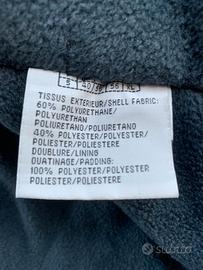 TISSUS EXTERIEUR/SHELL FABRIC:
60% POLYURETHANE/
POLYURETHAN
POLIURETANO/POLIURETANO
40% POLYESTER/POLYESTER/
POLIESTER/POLIESTERE
DOUBLURE/LINING
OUATINAGE/PADDING:
100% POLYESTER/POLYESTER
POLIESTER/POLIESTERE
SUBITO